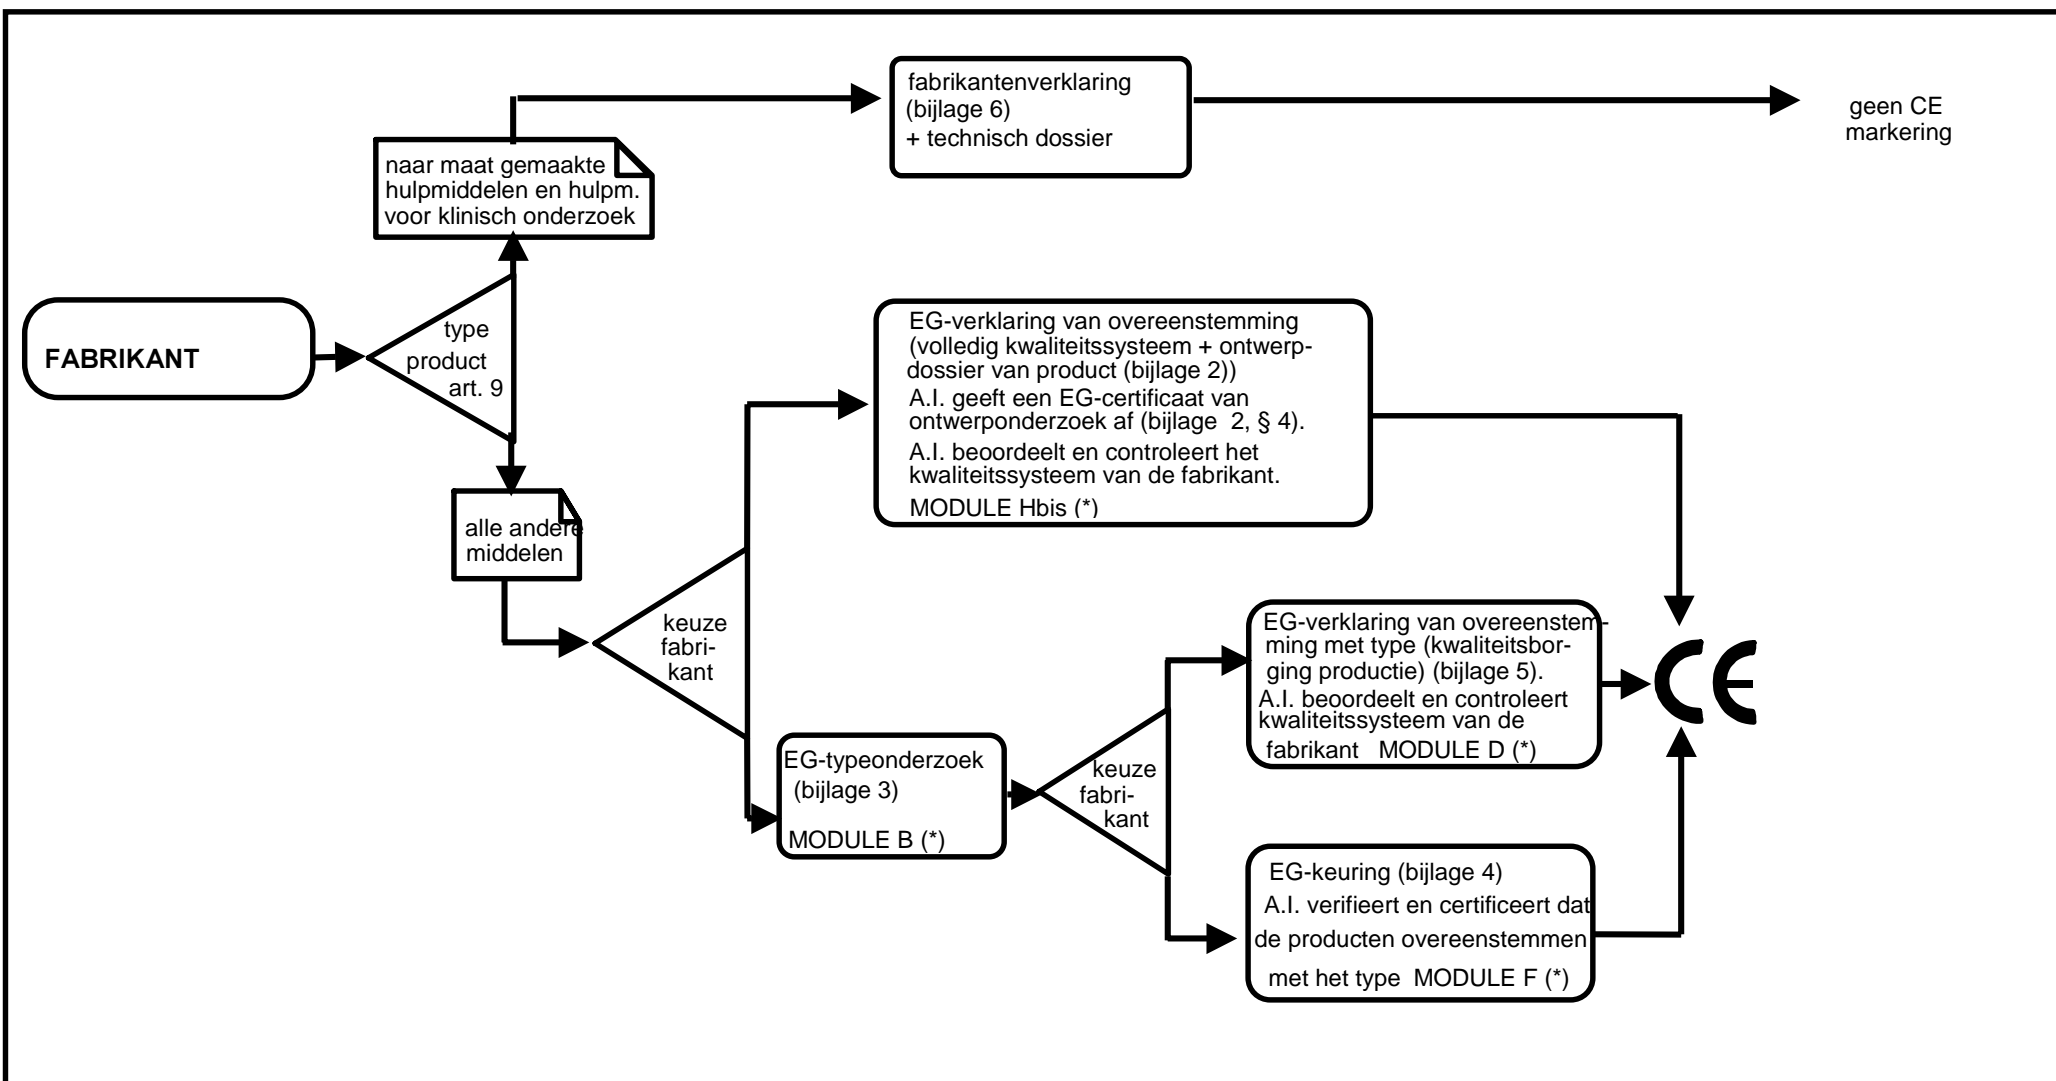 fabrikantenverklaring
(bijlage 6)
+ technisch dossier
geen CE
markering
naar maat gemaakte
hulpmiddelen en hulpm.
voor klinisch onderzoek
FABRIKANT
type
product
art. 9
alle andere
middelen
EG-verklaring van overeenstemming
(volledig kwaliteitssysteem + ontwerp-
dossier van product (bijlage 2))
A.I. geeft een EG-certificaat van
ontwerponderzoek af (bijlage 2, § 4).
A.I. beoordeelt en controleert het
kwaliteitssysteem van de fabrikant.
MODULE Hbis (*)
keuze
fabri-
kant
EG-typeonderzoek
(bijlage 3)
MODULE B (*)
keuze
fabri-
kant
EG-verklaring van overeenstem-
ming met type (kwaliteitsbor-
ging productie) (bijlage 5).
A.I. beoordeelt en controleert
kwaliteitssysteem van de
fabrikant MODULE D (*)
EG-keuring (bijlage 4)
A.I. verifieert en certificeert dat
de producten overeenstemmen
met het type MODULE F (*)
CE